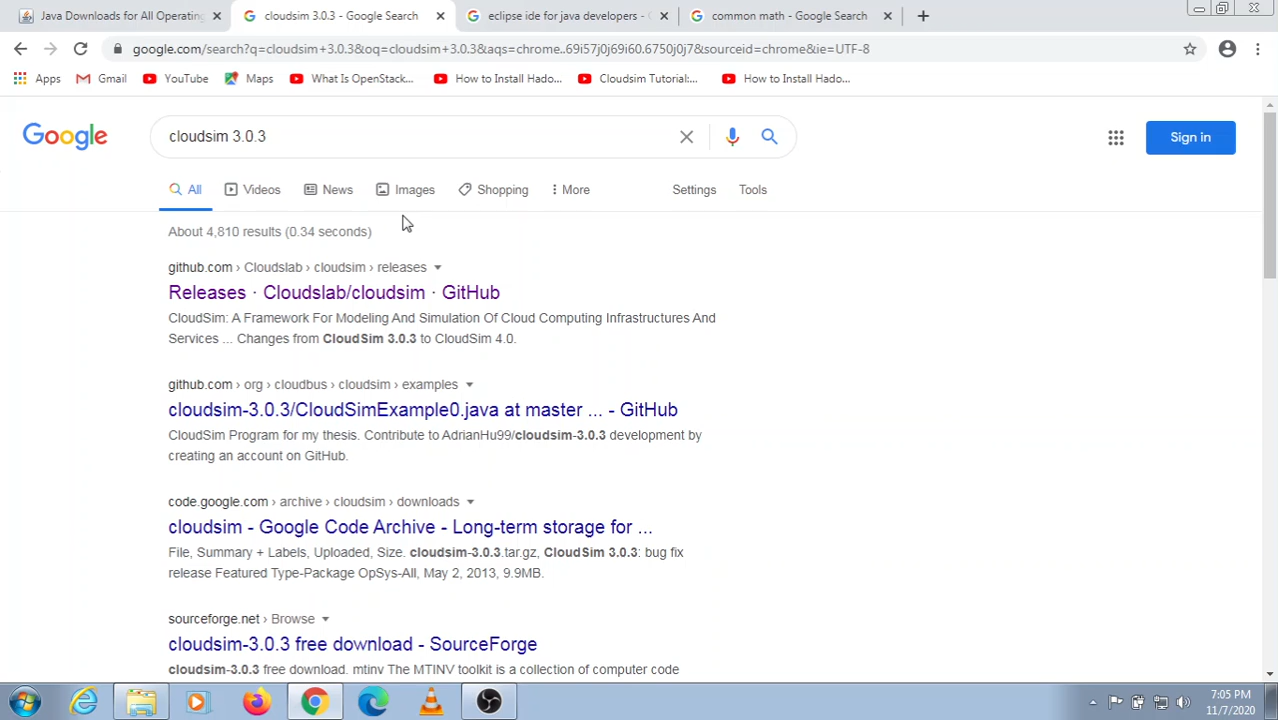 Java Downloads for All Operating
cloudsim 3.0.3 - Google Search
eclipse ide for java developers -
common math - Google Search
google.com/search?q=cloudsim+3.0.3&oq=cloudsim+3.0.3&aqs=chrome..69i57j0j69i60.6750j0j7&sourceid=chrome&ie=UTF-8
Apps
Gmail
YouTube
Maps
What Is OpenStack...
How to Install Hado...
Cloudsim Tutorial:...
How to Install Hado...
Google
cloudsim 3.0.3
Sign in
All
Videos
News
Images
Shopping
More
Settings
Tools
About 4,810 results (0.34 seconds)
github.com › Cloudslab › cloudsim › releases
Releases · Cloudslab/cloudsim · GitHub
CloudSim: A Framework For Modeling And Simulation Of Cloud Computing Infrastructures And
Services ... Changes from CloudSim 3.0.3 to CloudSim 4.0.
github.com › org › cloudbus › cloudsim › examples
cloudsim-3.0.3/CloudSimExample0.java at master ... - GitHub
CloudSim Program for my thesis. Contribute to AdrianHu99/cloudsim-3.0.3 development by
creating an account on GitHub.
code.google.com › archive › cloudsim › downloads
cloudsim - Google Code Archive - Long-term storage for ...
File, Summary + Labels, Uploaded, Size. cloudsim-3.0.3.tar.gz, CloudSim 3.0.3: bug fix
release Featured Type-Package OpSys-All, May 2, 2013, 9.9MB.
sourceforge.net › Browse
cloudsim-3.0.3 free download - SourceForge
cloudsim-3.0.3 free download. mtinv The MTINV toolkit is a collection of computer code
7:05 PM
11/7/2020